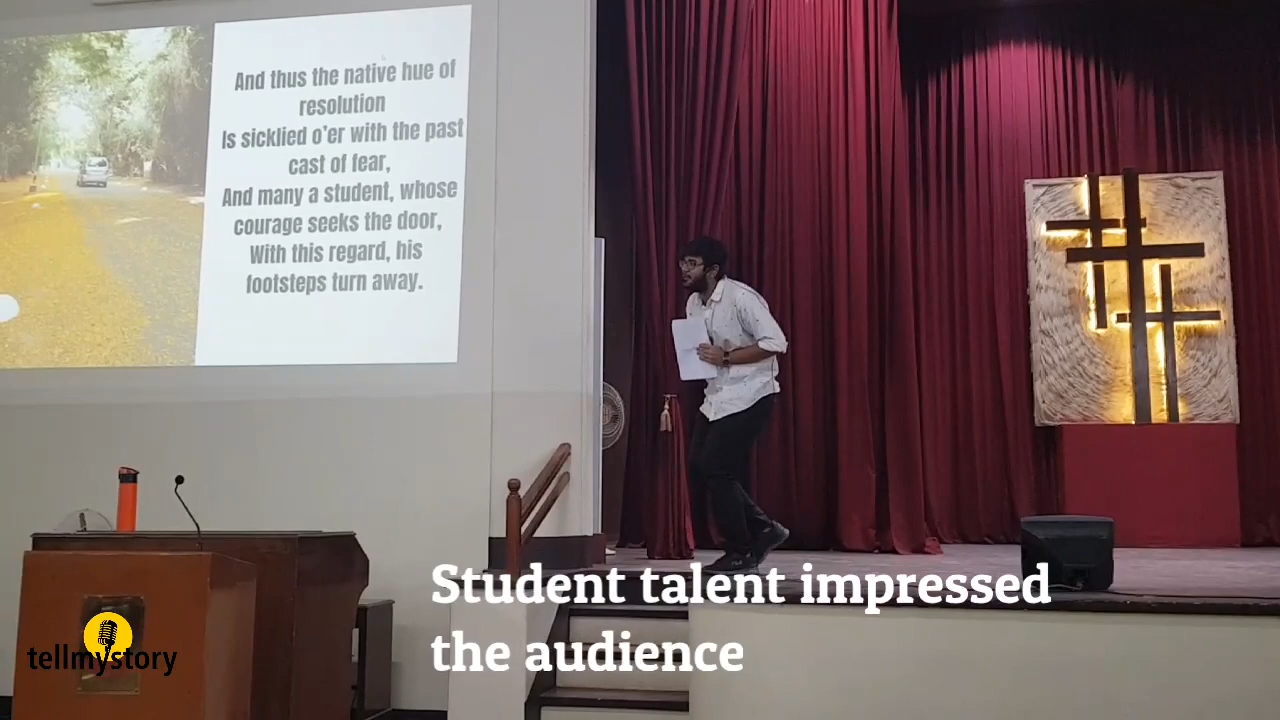 And thus the native hue of
resolution
Is sicklied o'er with the past
cast of fear,
And many a student, whose
courage seeks the door,
With this regard, his
footsteps turn away.
Student talent impressed
the audience
tellmystory